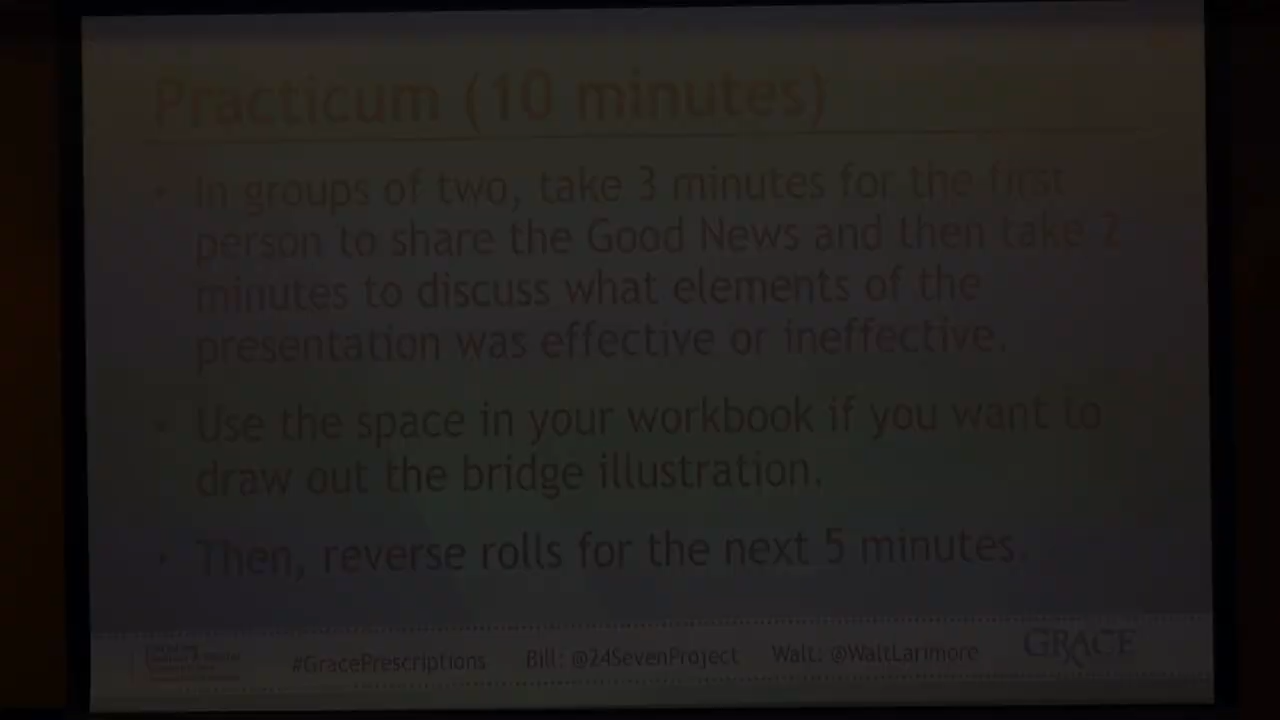 Practicum (10 minutes)
• In groups of two, take 3 minutes for the first
person to share the Good News and then take 2
minutes to discuss what elements of the
presentation was effective or ineffective.
• Use the space in your workbook if you want to
draw out the bridge illustration.
• Then, reverse rolls for the next 5 minutes.
#GracePrescriptions Bill: @24SevenProject Walt: @WaltLarimore GRACE